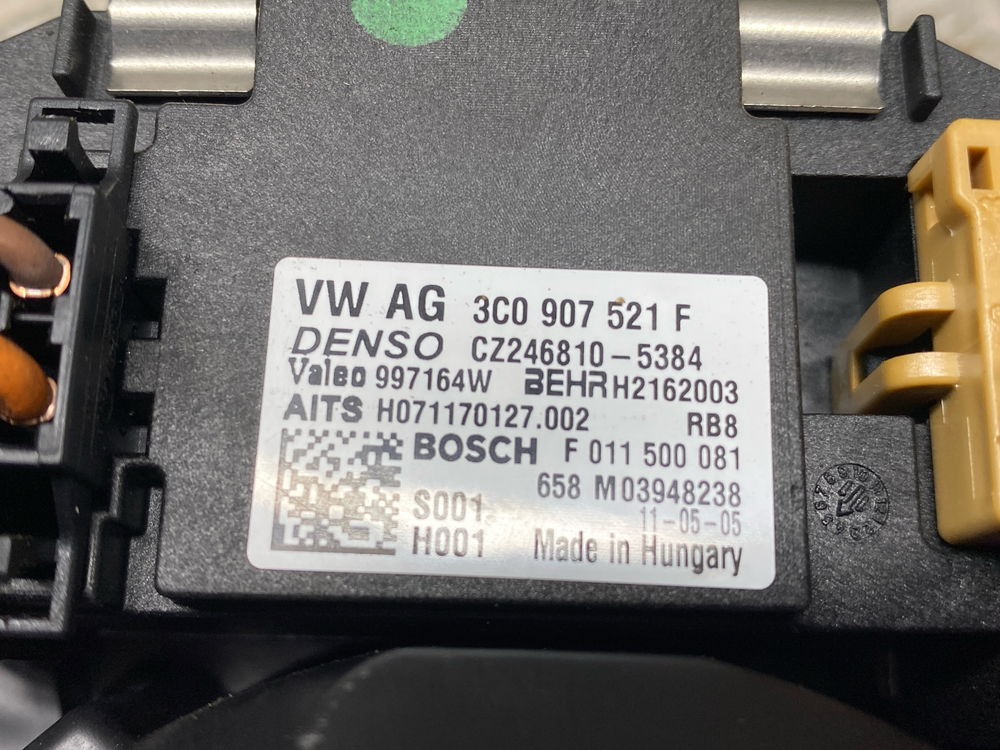 VW AG 3C0 907 521 F
DENSO CZ246810-5384
Valeo 997164W BEHR H2162003
AITS H071170127.002 RB8
BOSCH F 011 500 081
658 M03948238
S001 11-05-05
H001 Made in Hungary